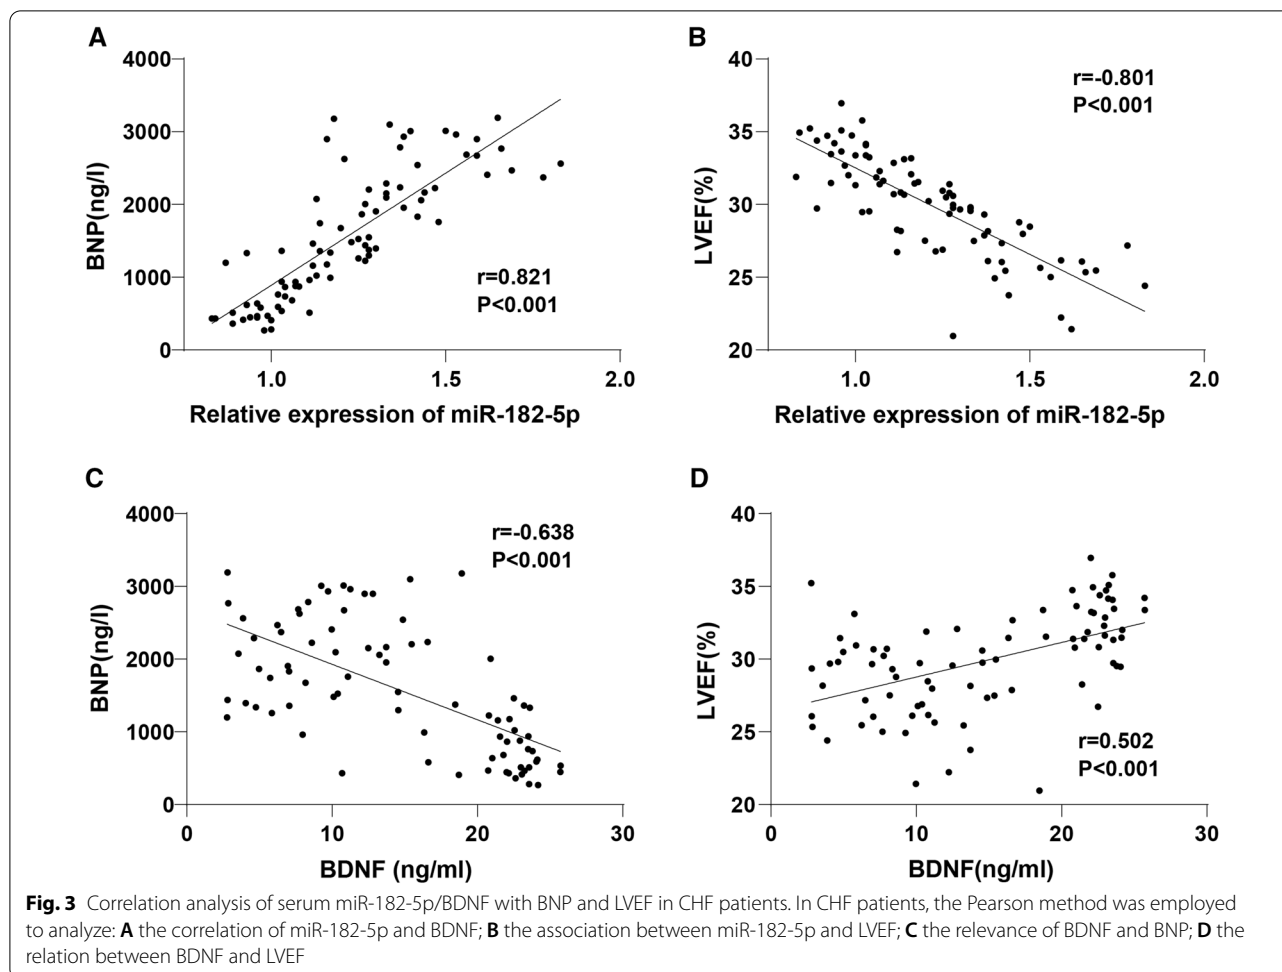 A
4000
3000
2000
1000
0
BNP(ng/l)
r=0.821
P<0.001
1.0 1.5 2.0
Relative expression of miR-182-5p
B
40
35
30
25
20
LVEF(%)
r=-0.801
P<0.001
1.0 1.5 2.0
Relative expression of miR-182-5p
C
4000
3000
2000
1000
0
BNP(ng/l)
r=-0.638
P<0.001
0 10 20 30
BDNF (ng/ml)
D
40
35
30
25
20
LVEF(%)
r=0.502
P<0.001
0 10 20 30
BDNF(ng/ml)
Fig. 3 Correlation analysis of serum miR-182-5p/BDNF with BNP and LVEF in CHF patients. In CHF patients, the Pearson method was employed
to analyze: A the correlation of miR-182-5p and BDNF; B the association between miR-182-5p and LVEF; C the relevance of BDNF and BNP; D the
relation between BDNF and LVEF